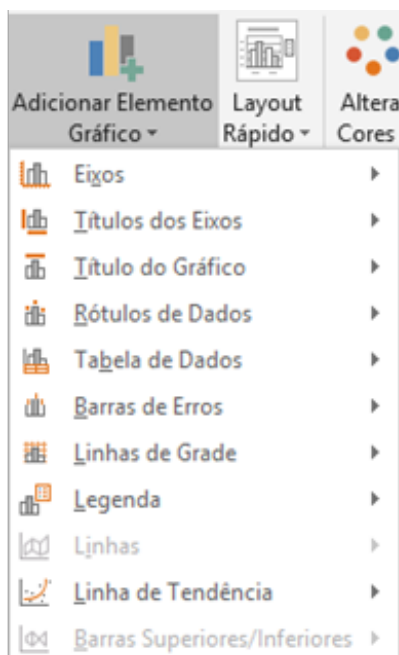 Adicionar Elemento Gráfico
Layout Rápido
Altera
Cores
Eixos
Títulos dos Eixos
Título do Gráfico
Rótulos de Dados
Tabela de Dados
Barras de Erros
Linhas de Grade
Legenda
Linhas
Linha de Tendência
Barras Superiores/Inferiores